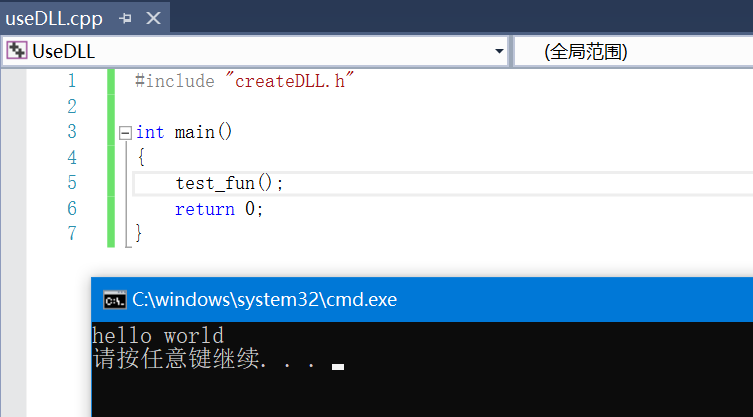 useDLL.cpp
UseDLL (全局范围)
1 #include "createDLL.h"
2
3 int main()
4 {
5 test_fun();
6 return 0;
7 }
C:\windows\system32\cmd.exe
hello world
请按任意键继续. . .